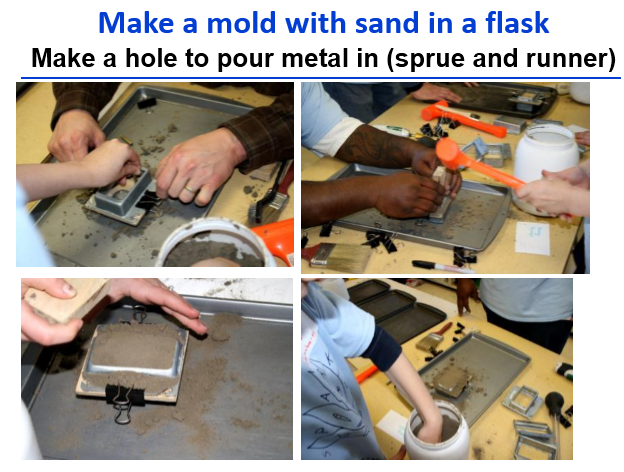 Make a mold with sand in a flask
Make a hole to pour metal in (sprue and runner)